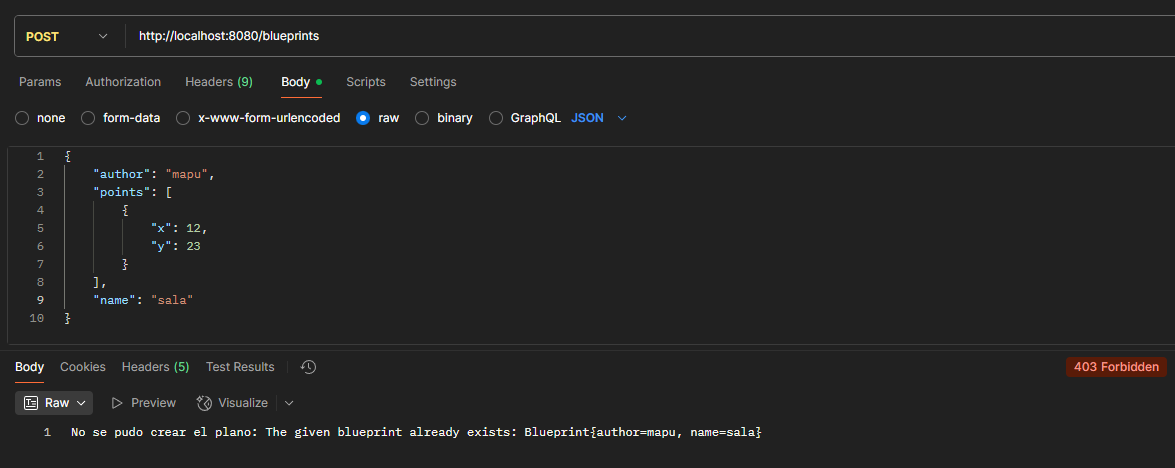 POST http://localhost:8080/blueprints
Params Authorization Headers (9) Body Scripts Settings
none form-data x-www-form-urlencoded raw binary GraphQL JSON
1 {
2 "author": "mapu",
3 "points": [
4 {
5 "x": 12,
6 "y": 23
7 }
8 ],
9 "name": "sala"
10 }
Body Cookies Headers (5) Test Results 403 Forbidden
Raw Preview Visualize
1 No se pudo crear el plano: The given blueprint already exists: Blueprint{author=mapu, name=sala}